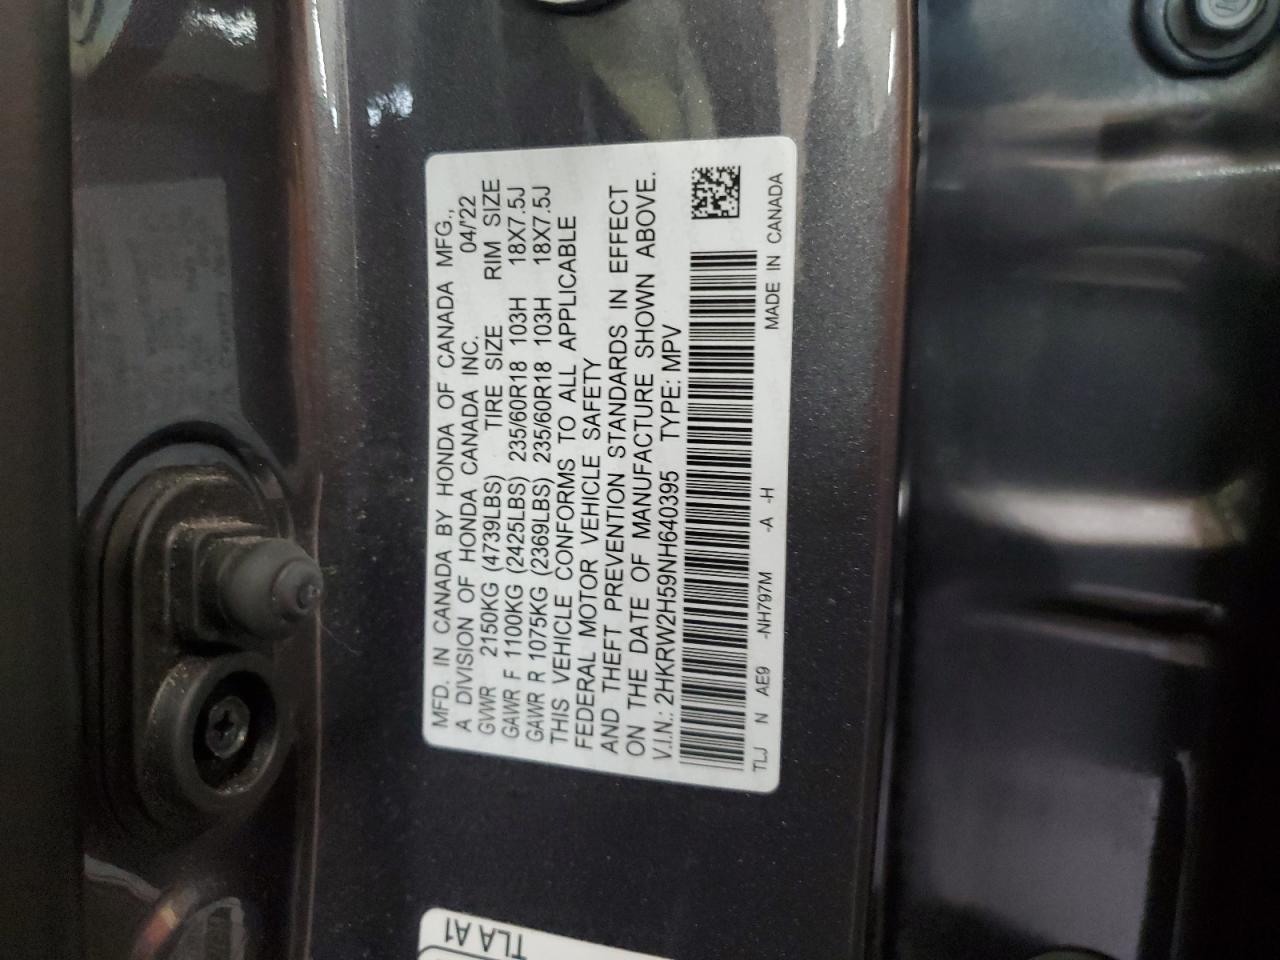 MFD. IN CANADA BY HONDA OF CANADA MFG.,
A DIVISION OF HONDA CANADA INC. 04/'22
GVWR 2150KG (4739LBS) TIRE SIZE RIM SIZE
GAWR F 1100KG (2425LBS) 235/60R18 103H 18X7.5J
GAWR R 1075KG (2369LBS) 235/60R18 103H 18X7.5J
THIS VEHICLE CONFORMS TO ALL APPLICABLE
FEDERAL MOTOR VEHICLE SAFETY
AND THEFT PREVENTION STANDARDS IN EFFECT
ON THE DATE OF MANUFACTURE SHOWN ABOVE.
V.I.N.: 2HKRW2H59NH640395 TYPE: MPV
TLJ N AE9 -NH797M -A -H MADE IN CANADA
TLA A1